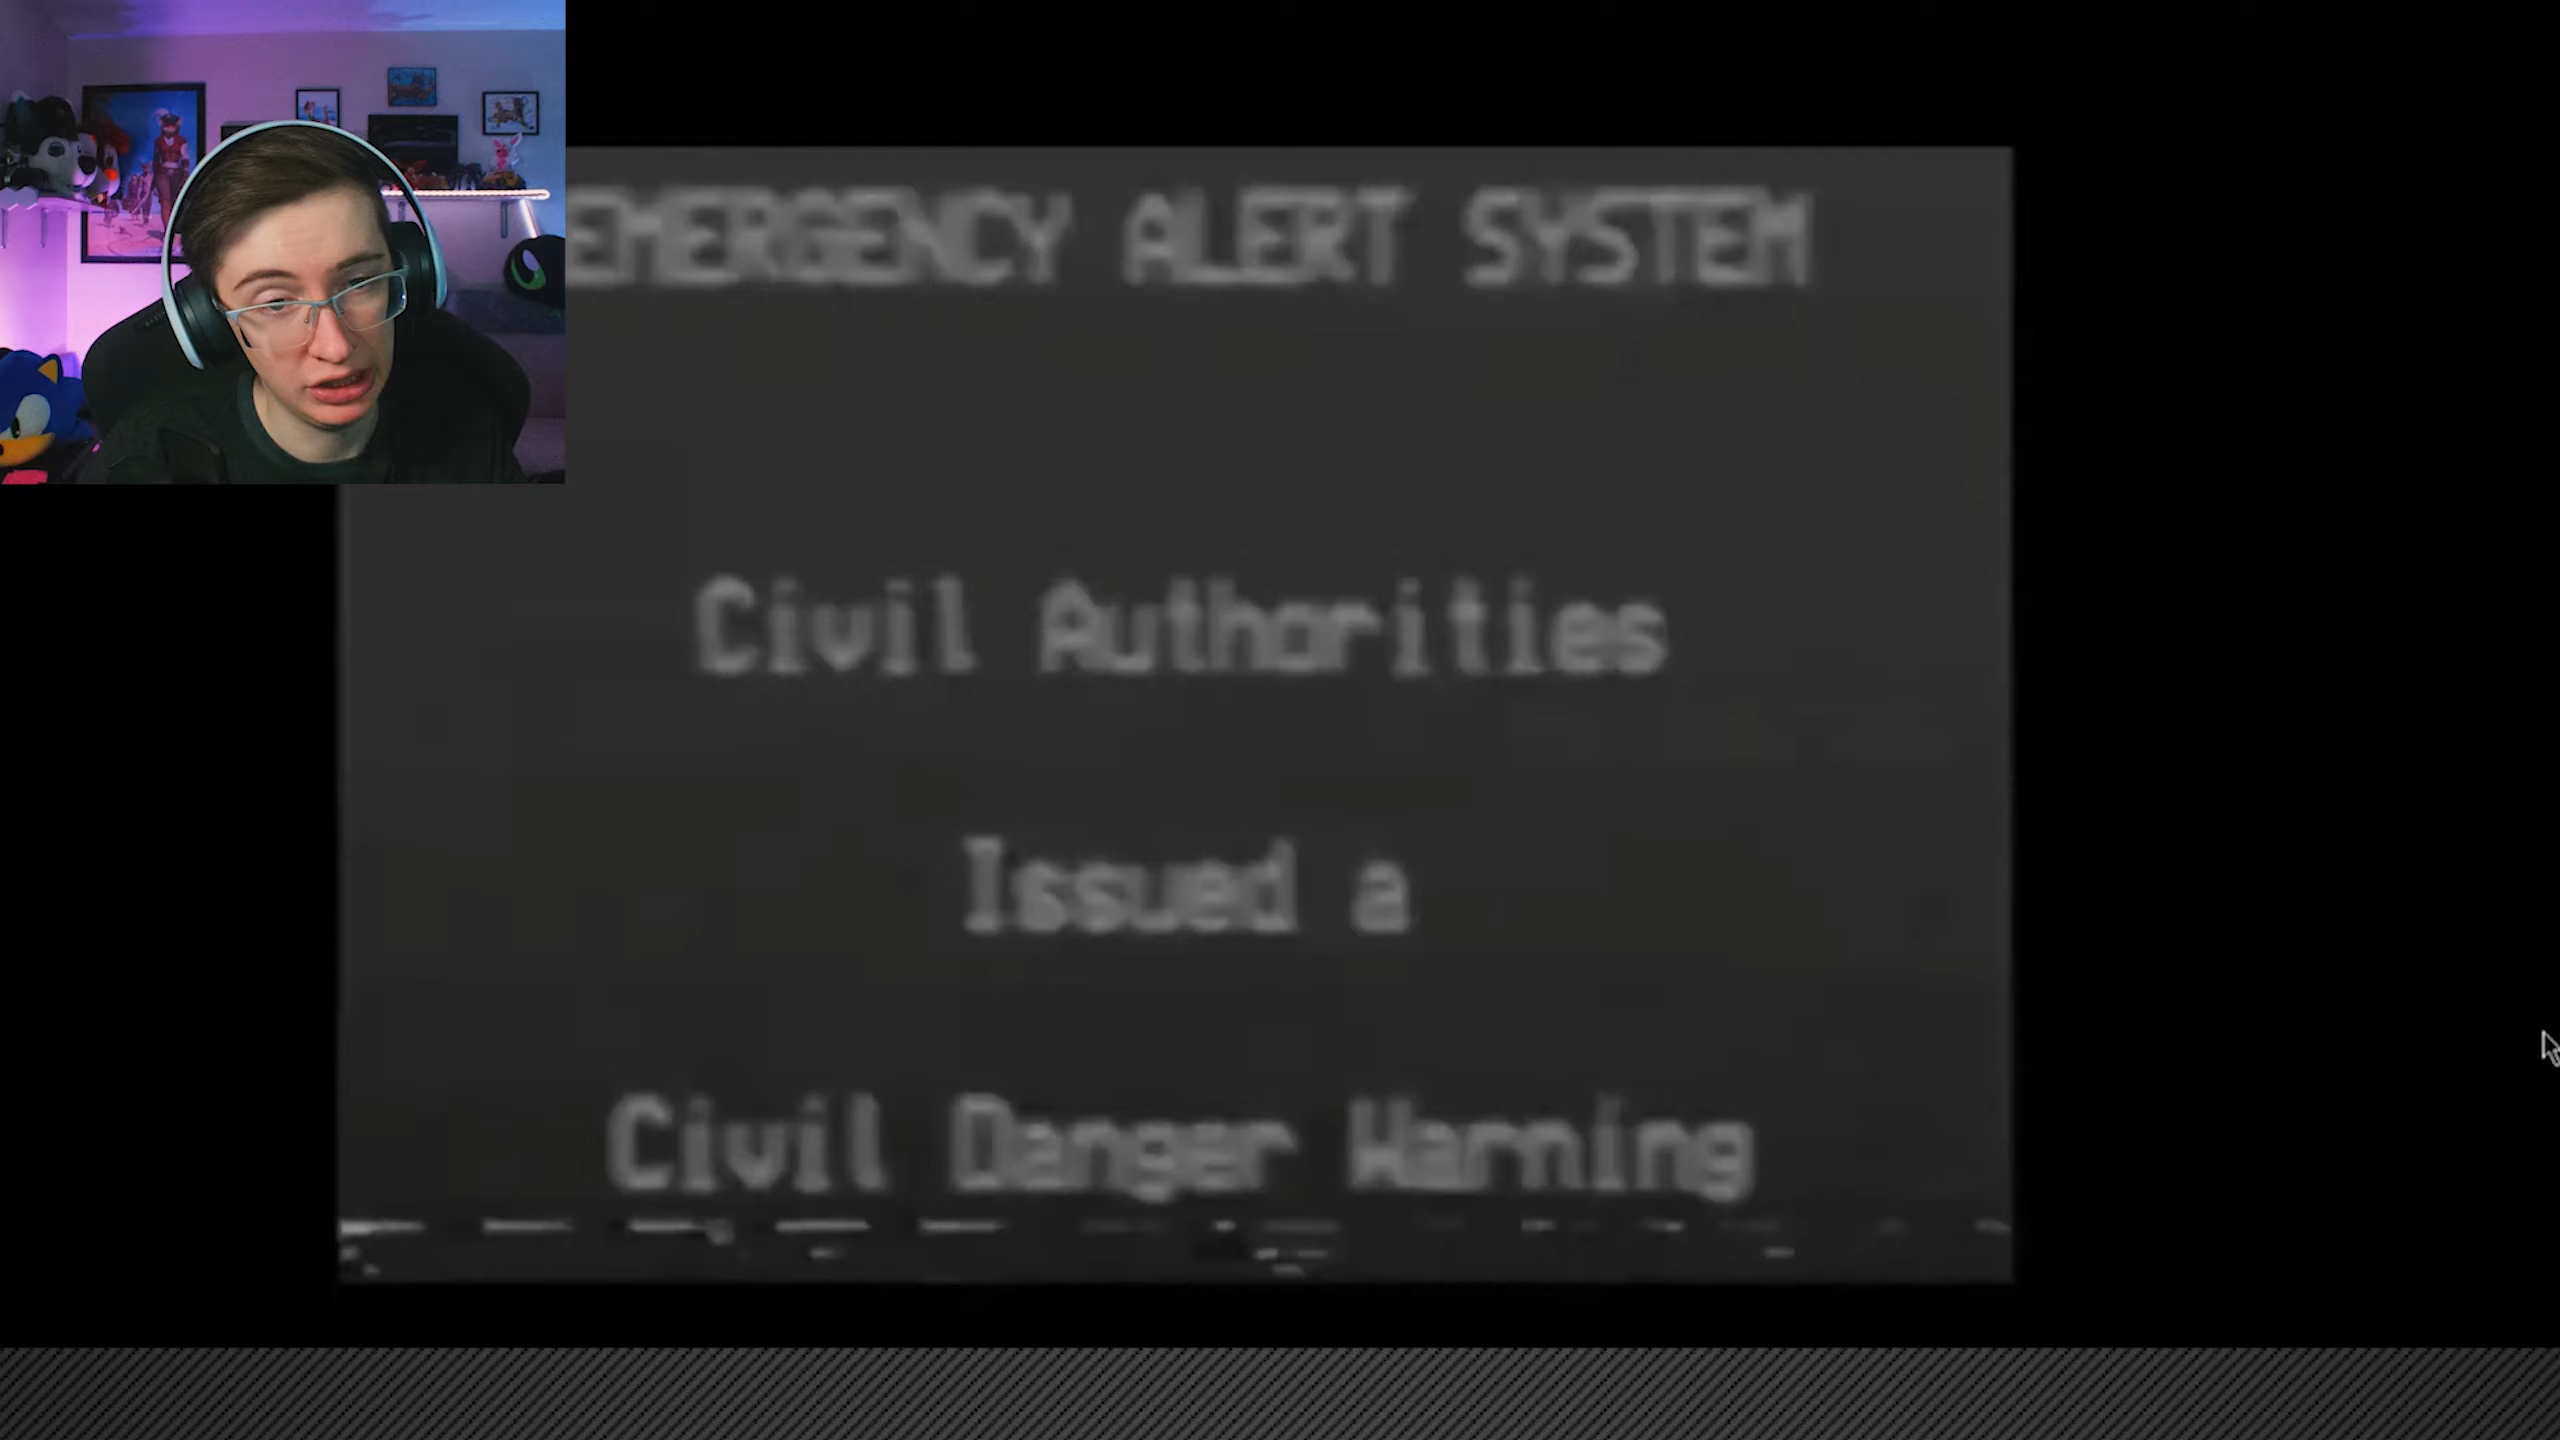 EMERGENCY ALERT SYSTEM
Civil Authorities
Issued a
Civil Danger Warning